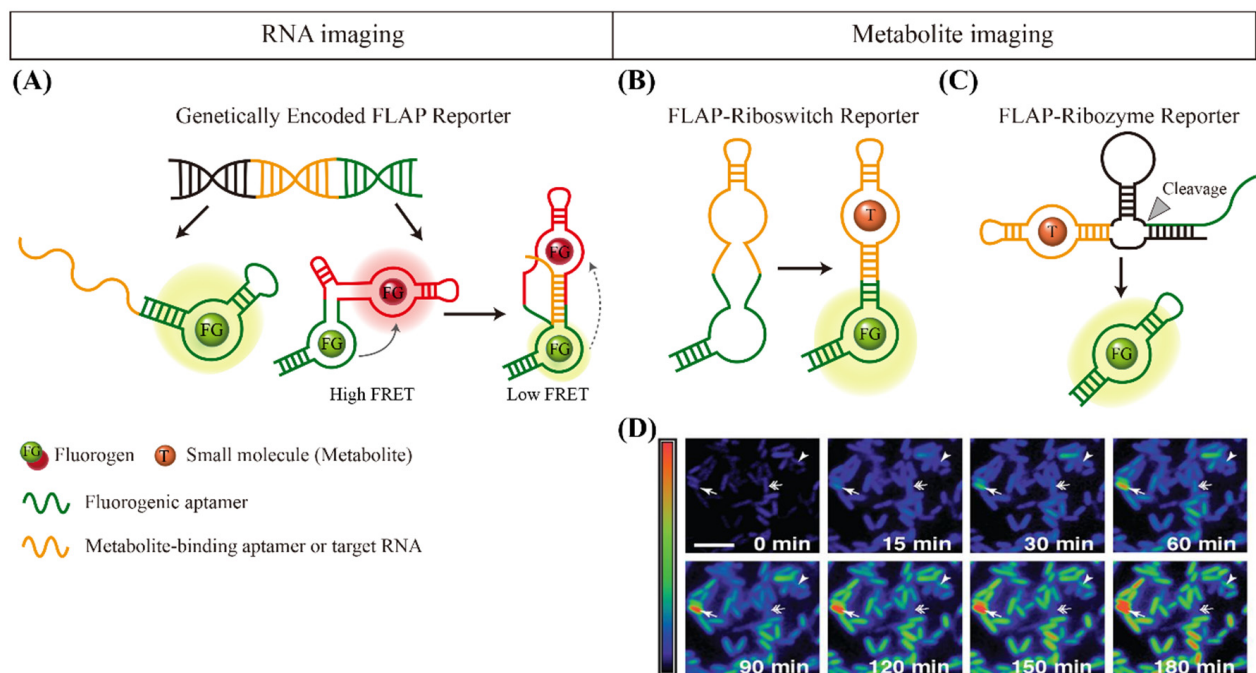 RNA imaging
Metabolite imaging
(A)
Genetically Encoded FLAP Reporter
FG
FG
FG
High FRET
FG
FG
Low FRET
FG Fluorogen
T Small molecule (Metabolite)
Fluorogenic aptamer
Metabolite-binding aptamer or target RNA
(B)
FLAP-Riboswitch Reporter
T
FG
(C)
FLAP-Ribozyme Reporter
Cleavage
T
FG
(D)
0 min
15 min
30 min
60 min
90 min
120 min
150 min
180 min